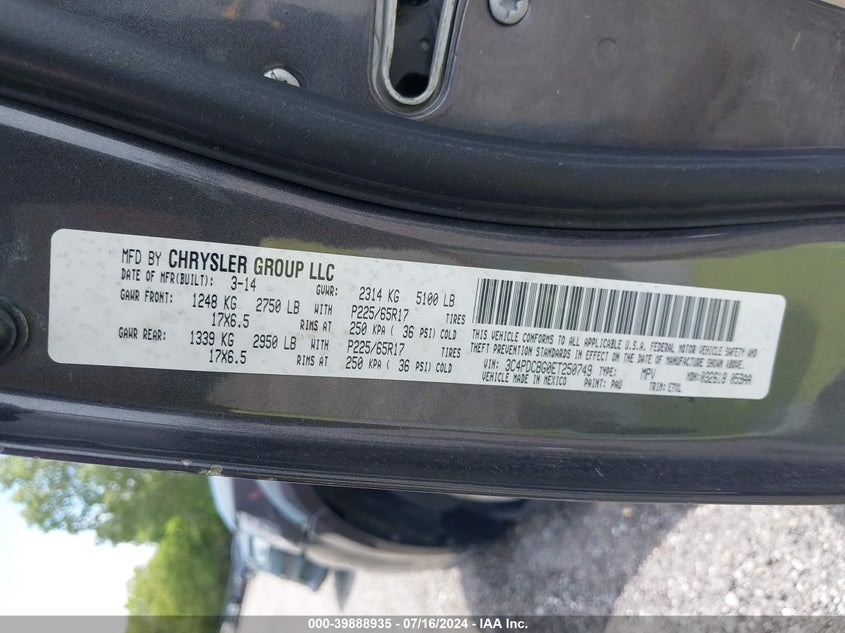 MFD BY CHRYSLER GROUP LLC
DATE OF MFR(BUILT): 3-14 GVWR: 2314 KG 5100 LB
GAWR FRONT: 1248 KG 2750 LB WITH P225/65R17 TIRES
17X6.5 RIMS AT 250 KPA ( 36 PSI) COLD
GAWR REAR: 1339 KG 2950 LB WITH P225/65R17 TIRES
17X6.5 RIMS AT 250 KPA ( 36 PSI) COLD
THIS VEHICLE CONFORMS TO ALL APPLICABLE U.S.A. FEDERAL MOTOR VEHICLE SAFETY AND
THEFT PREVENTION STANDARDS IN EFFECT ON THE DATE OF MANUFACTURE SHOWN ABOVE.
VIN: 3C4PDCBG0ET250749 TYPE: MPV MDH: 032618 059AA
VEHICLE MADE IN MEXICO PAINT: PAU TRIM: E7XL
000-39888935 - 07/16/2024 - IAA Inc.